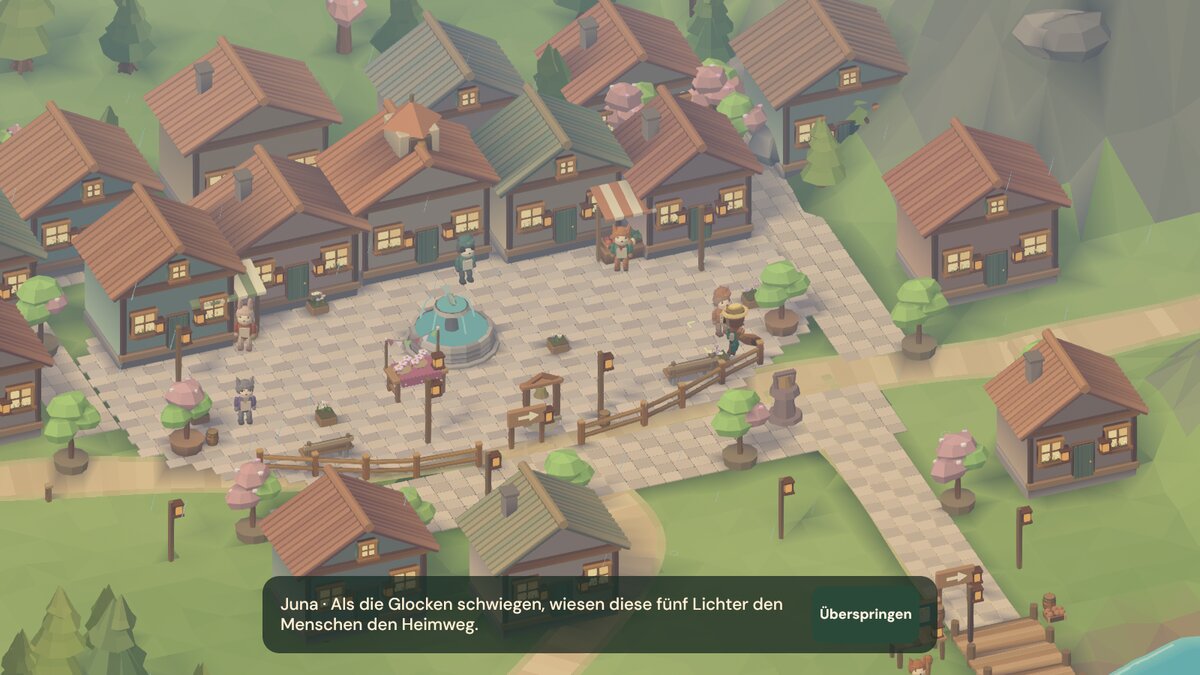 Juna · Als die Glocken schwiegen, wiesen diese fünf Lichter den
Menschen den Heimweg.
Überspringen